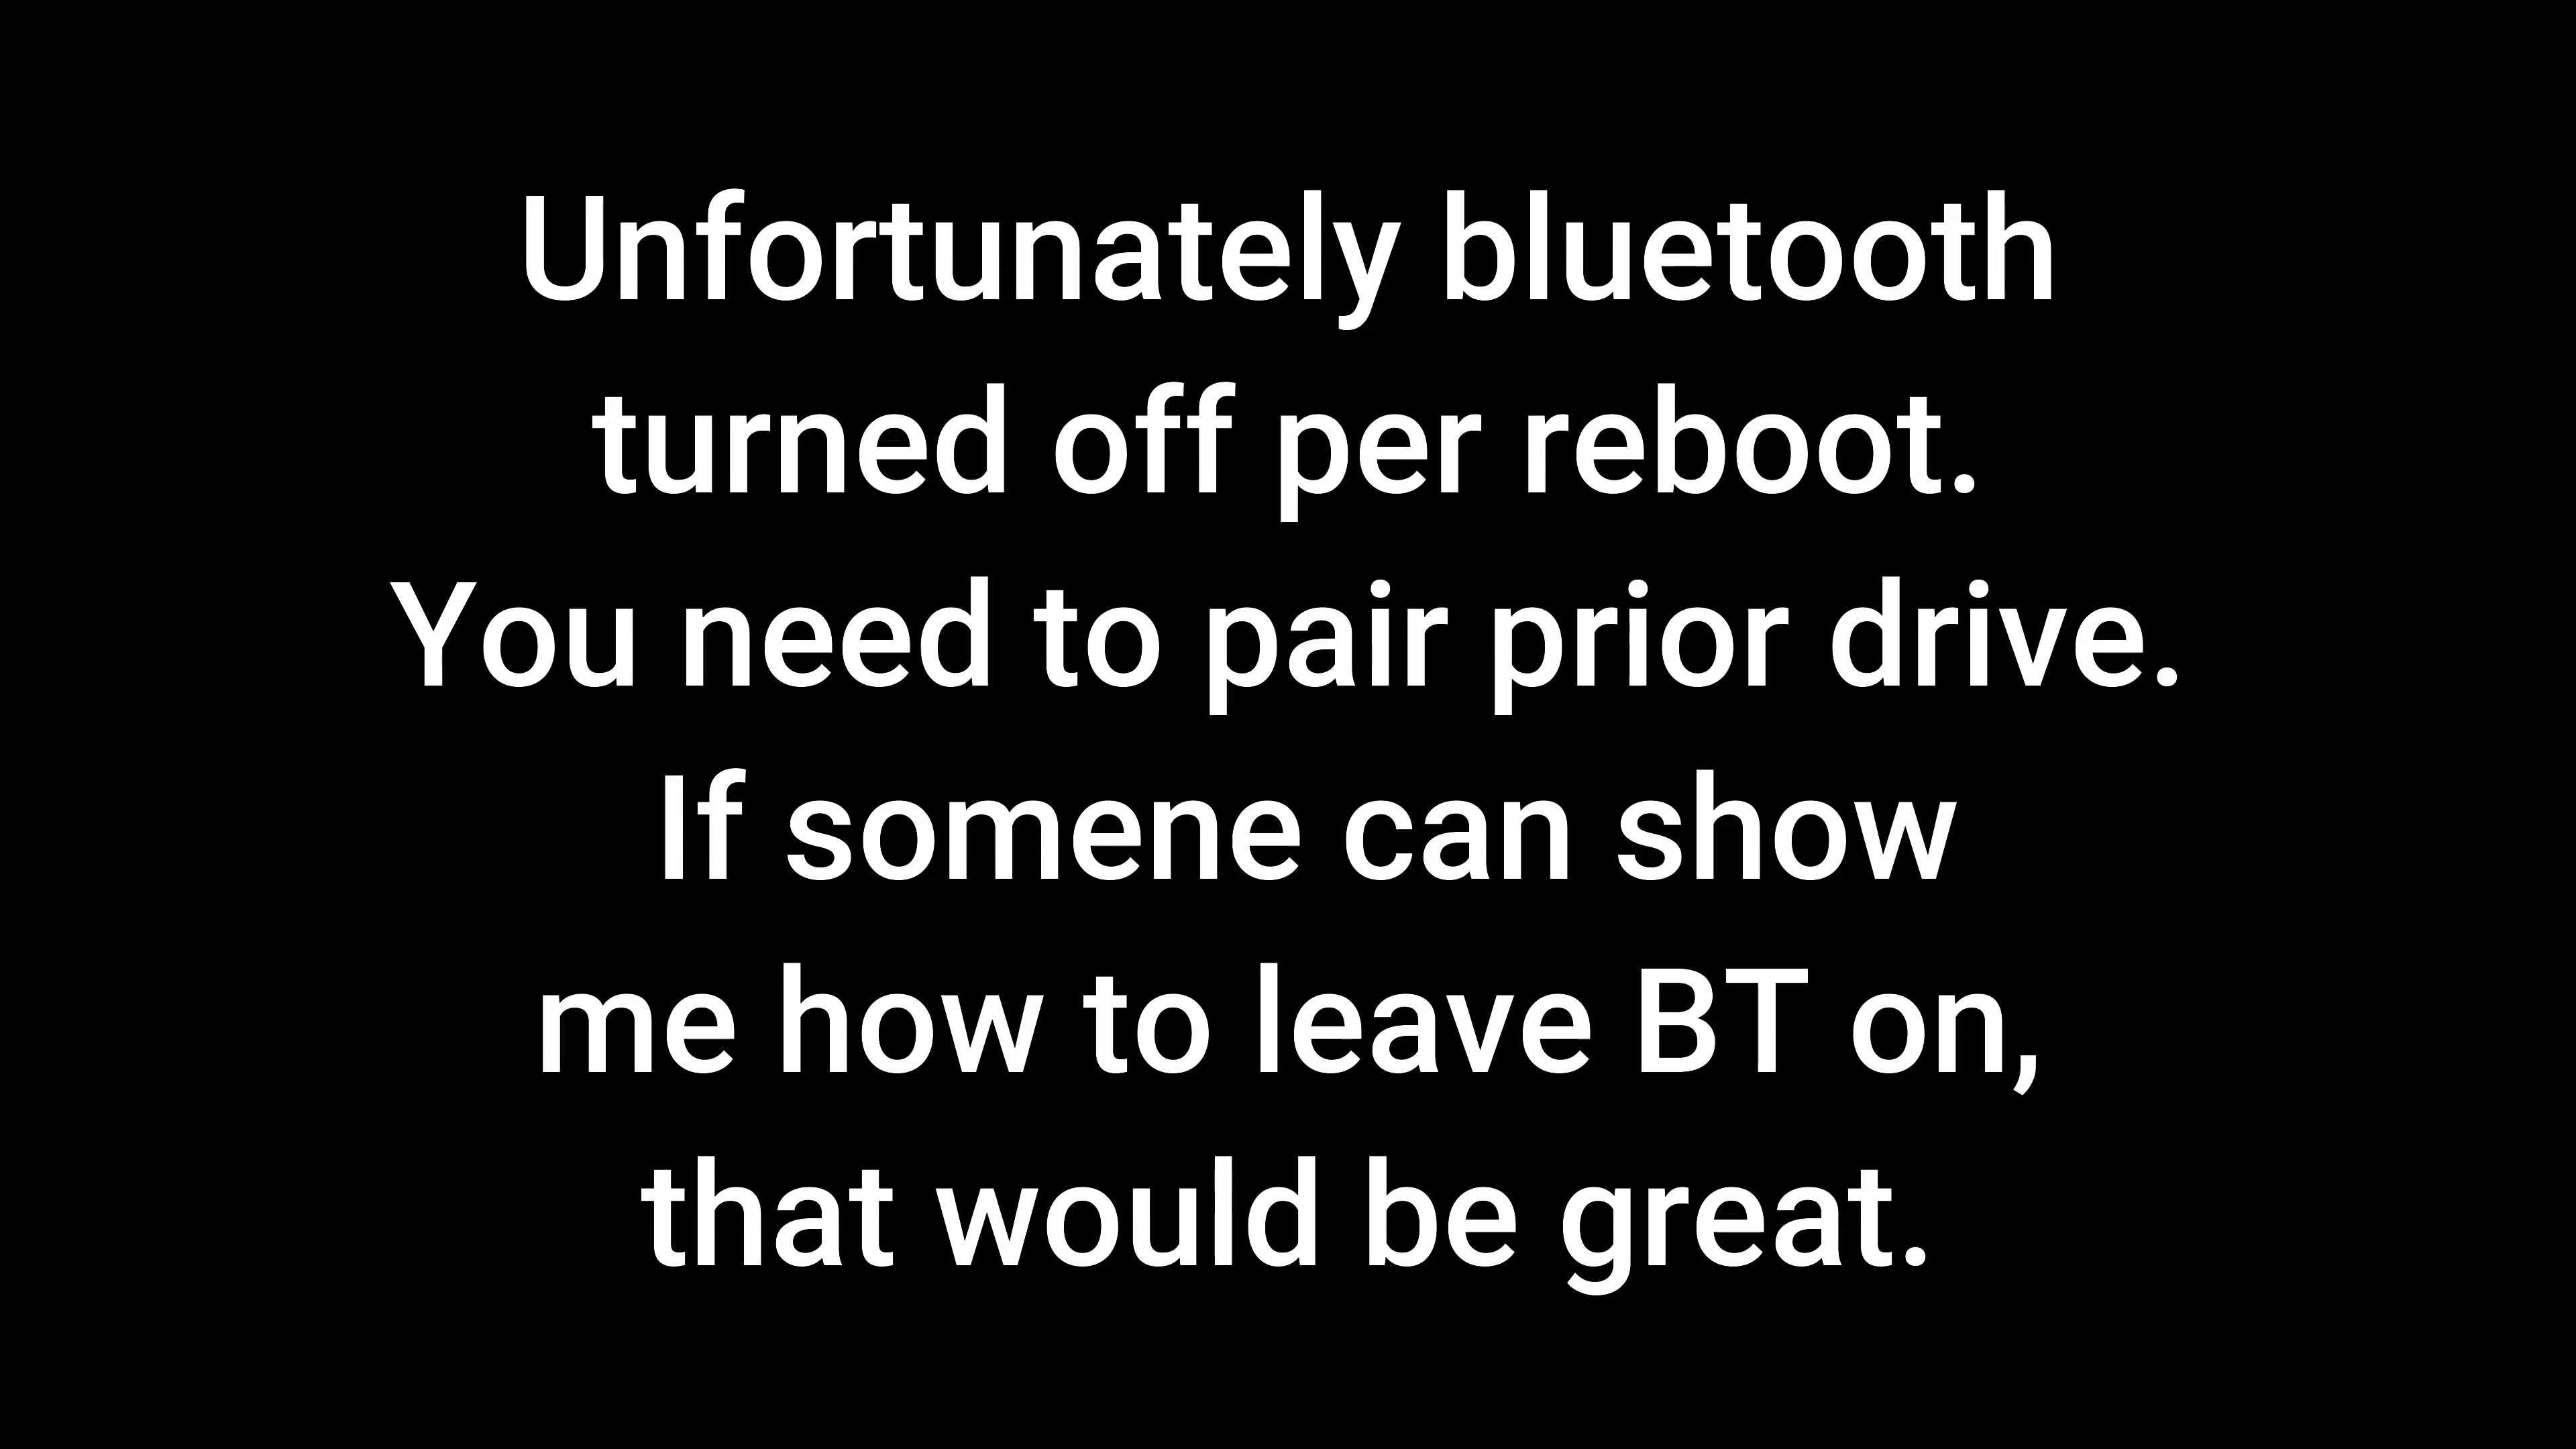 Unfortunately bluetooth
turned off per reboot.
You need to pair prior drive.
If somene can show
me how to leave BT on,
that would be great.